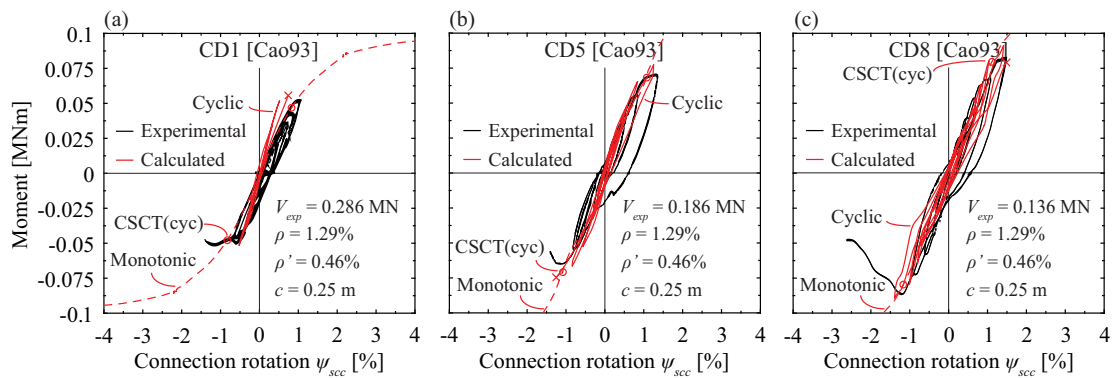 (a)
(b)
(c)
Moment [MNm]
0.1
0.075
0.05
0.025
0
-0.025
-0.05
-0.075
-0.1
CD1 [Cao93]
Cyclic
Experimental
Calculated
V_exp = 0.286 MN
ρ = 1.29%
ρ’ = 0.46%
c = 0.25 m
CSCT(cyc)
Monotonic
-4 -3 -2 -1 0 1 2 3 4
Connection rotation ψ_scc [%]
CD5 [Cao93]
Cyclic
Experimental
Calculated
V_exp = 0.186 MN
ρ = 1.29%
ρ’ = 0.46%
c = 0.25 m
CSCT(cyc)
Monotonic
-4 -3 -2 -1 0 1 2 3 4
Connection rotation ψ_scc [%]
CD8 [Cao93]
CSCT(cyc)
Experimental
Calculated
Cyclic
V_exp = 0.136 MN
ρ = 1.29%
ρ’ = 0.46%
c = 0.25 m
Monotonic
-4 -3 -2 -1 0 1 2 3 4
Connection rotation ψ_scc [%]